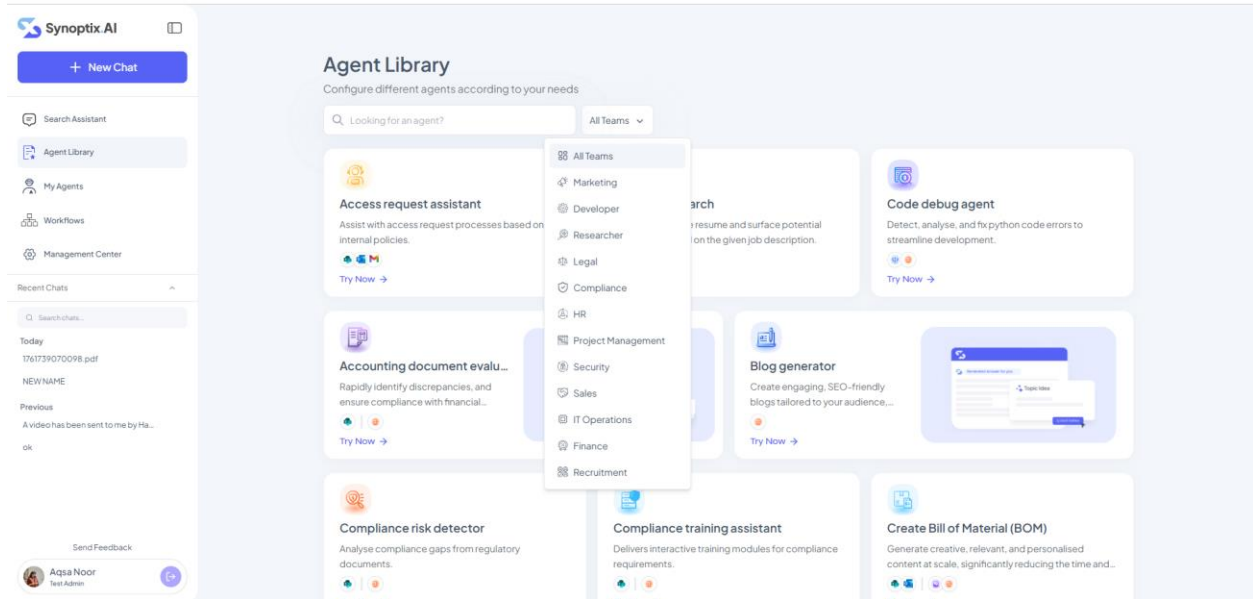 Synoptix.AI
+ New Chat
Search Assistant
Agent Library
My Agents
Workflows
Management Center
Recent Chats
Search chats...
Today
1761739070098.pdf
NEWNAME
Previous
A video has been sent to me by Ha...
ok
Send Feedback
Aqsa Noor
Test Admin
Agent Library
Configure different agents according to your needs
Looking for an agent?
All Teams
All Teams
Marketing
Developer
Researcher
Legal
Compliance
HR
Project Management
Security
Sales
IT Operations
Finance
Recruitment
Access request assistant
Assist with access request processes based on
internal policies.
Try Now →
resume and surface potential
on the given job description.
Code debug agent
Detect, analyse, and fix python code errors to
streamline development.
Try Now →
Accounting document evalu...
Rapidly identify discrepancies, and
ensure compliance with financial...
Try Now →
Blog generator
Create engaging, SEO-friendly
blogs tailored to your audience,...
Try Now →
Topic Idea
Compliance risk detector
Analyse compliance gaps from regulatory
documents.
Compliance training assistant
Delivers interactive training modules for compliance
requirements.
Create Bill of Material (BOM)
Generate creative, relevant, and personalised
content at scale, significantly reducing the time and...